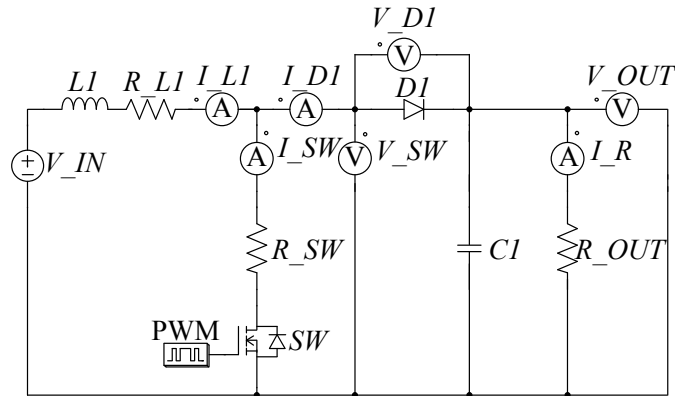 V_D1
V
L1 R_L1 I_L1 I_D1 D1 V_OUT
A A V
V_IN A I_SW V V_SW A I_R
R_SW C1 R_OUT
PWM SW